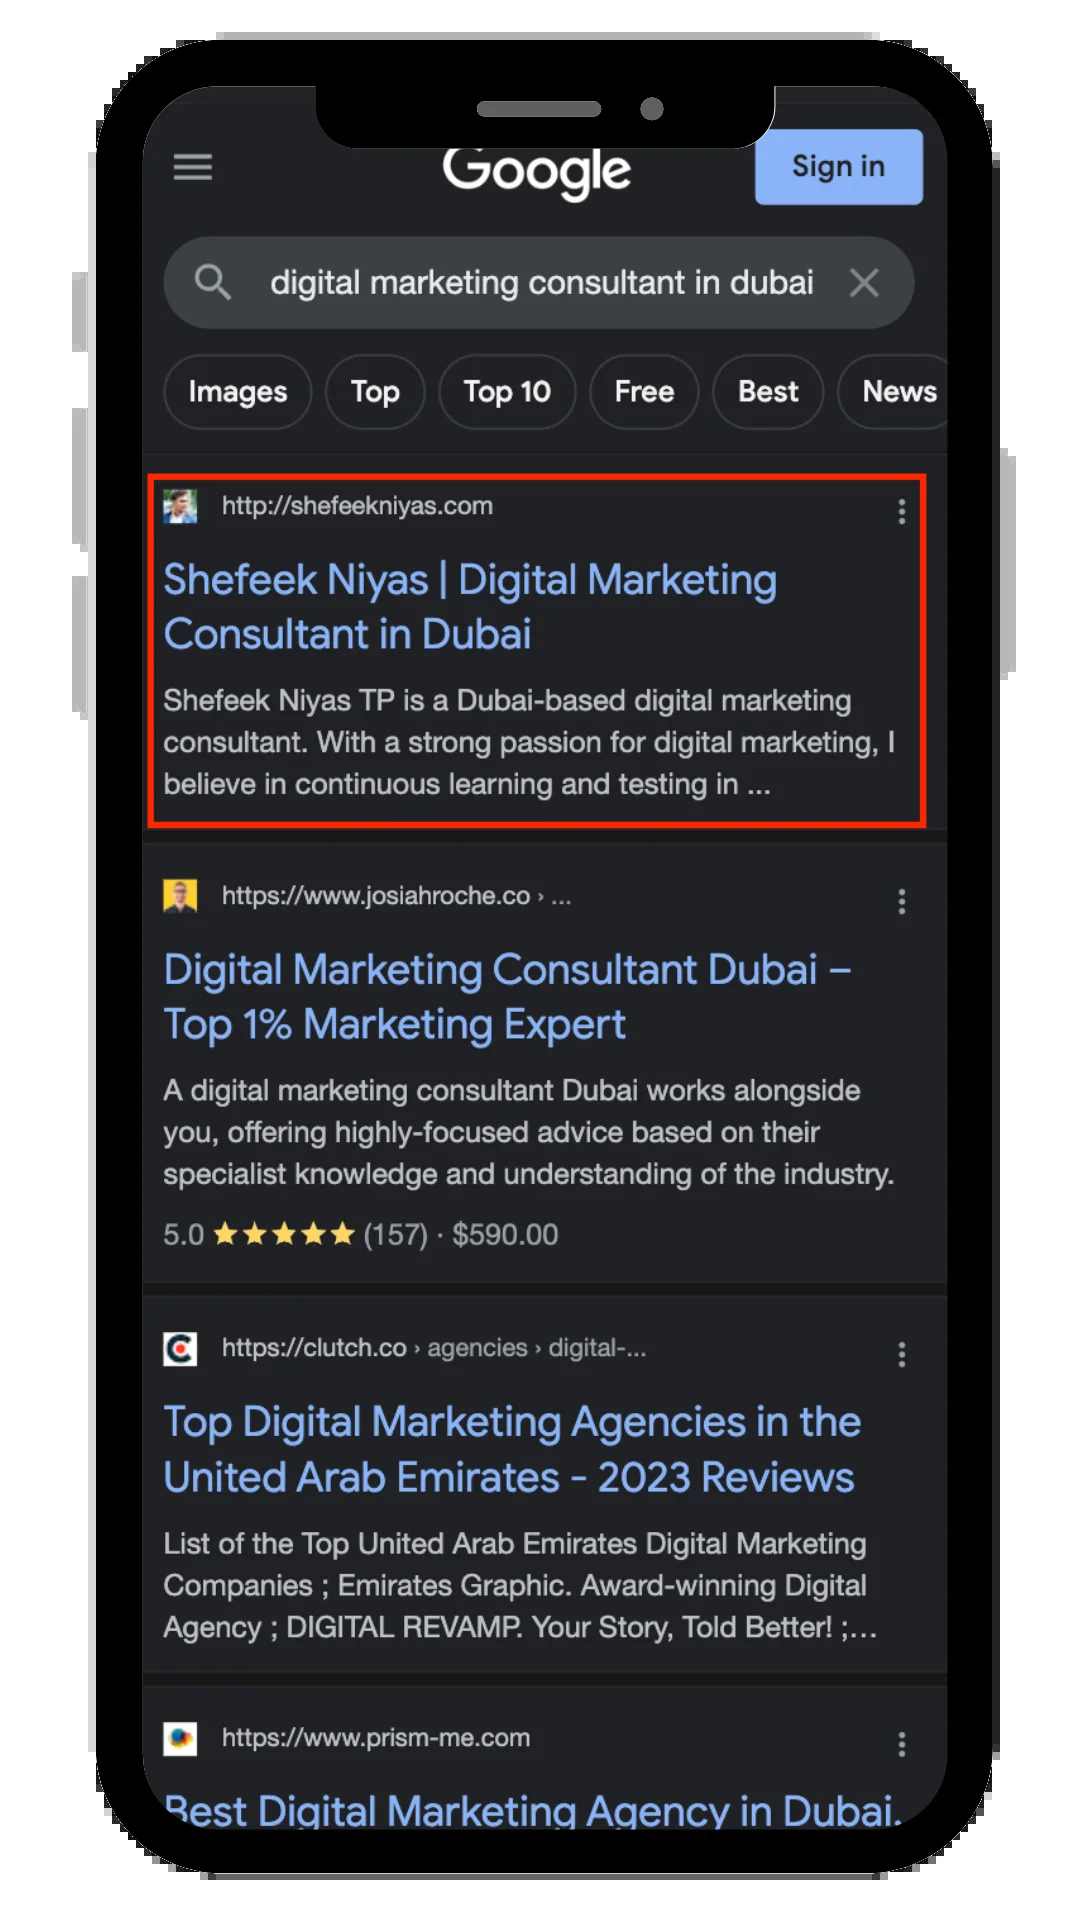 Google
Sign in
digital marketing consultant in dubai
Images Top Top 10 Free Best News
http://shefeekniyas.com
Shefeek Niyas | Digital Marketing
Consultant in Dubai
Shefeek Niyas TP is a Dubai-based digital marketing
consultant. With a strong passion for digital marketing, I
believe in continuous learning and testing in ...
https://www.josiahroche.co › ...
Digital Marketing Consultant Dubai –
Top 1% Marketing Expert
A digital marketing consultant Dubai works alongside
you, offering highly-focused advice based on their
specialist knowledge and understanding of the industry.
5.0 ★★★★★ (157) · $590.00
https://clutch.co › agencies › digital-...
Top Digital Marketing Agencies in the
United Arab Emirates - 2023 Reviews
List of the Top United Arab Emirates Digital Marketing
Companies ; Emirates Graphic. Award-winning Digital
Agency ; DIGITAL REVAMP. Your Story, Told Better! ;...
https://www.prism-me.com
Best Digital Marketing Agency in Dubai.